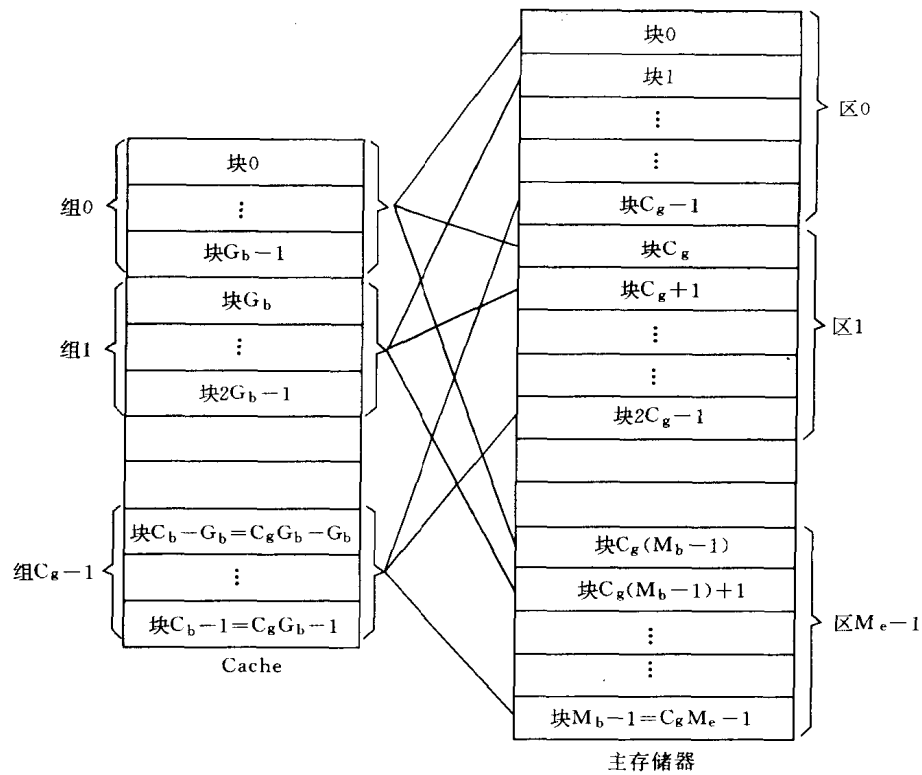 组0
块0
⋮
块G_b-1
组1
块G_b
⋮
块2G_b-1
组C_g-1
块C_b-G_b=C_gG_b-G_b
⋮
块C_b-1=C_gG_b-1
Cache
块0
块1
⋮
⋮
块C_g-1
区0
块C_g
块C_g+1
⋮
⋮
块2C_g-1
区1
块C_g(M_b-1)
块C_g(M_b-1)+1
⋮
⋮
块M_b-1=C_gM_e-1
区M_e-1
主存储器